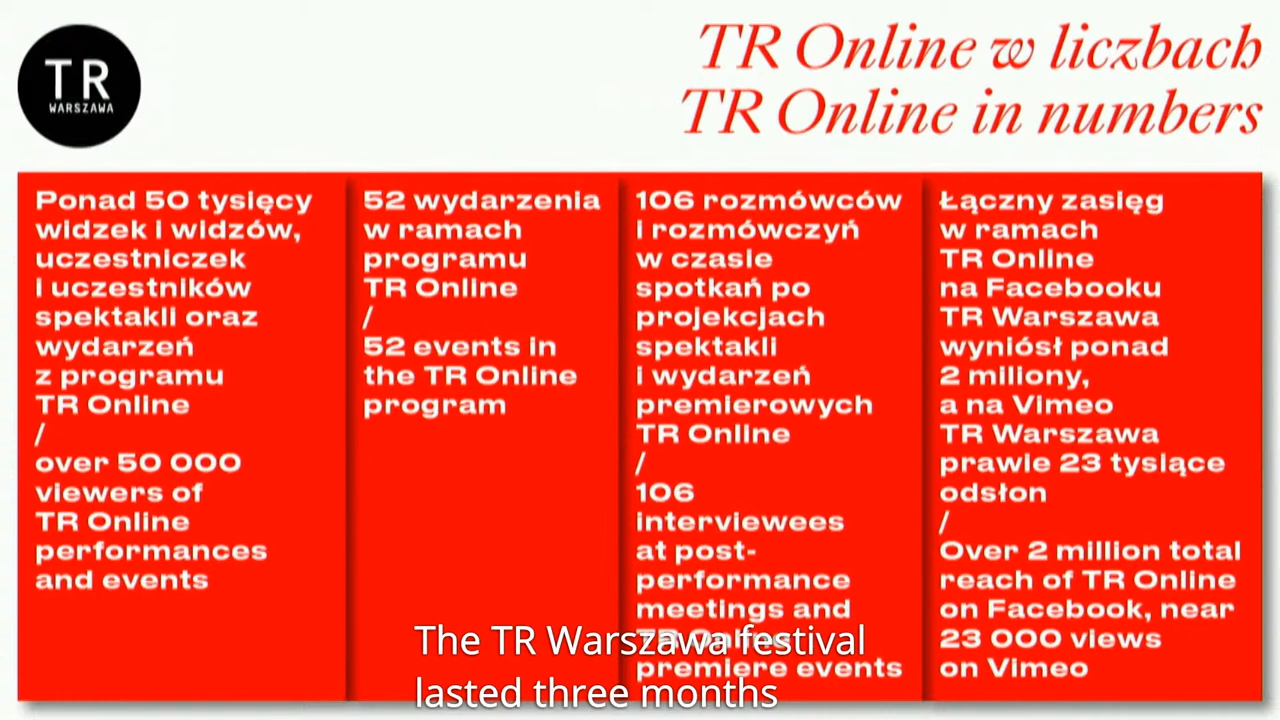 TR
WARSZAWA
TR Online w liczbach
TR Online in numbers
Ponad 50 tysięcy
widzek i widzów,
uczestniczek
i uczestników
spektakli oraz
wydarzeń
z programu
TR Online
/
over 50 000
viewers of
TR Online
performances
and events
52 wydarzenia
w ramach
programu
TR Online
/
52 events in
the TR Online
program
106 rozmówców
i rozmówczyń
w czasie
spotkań po
projekcjach
spektakli
i wydarzeń
premierowych
TR Online
/
106
interviewees
at post-
performance
meetings and
TR Online
premiere events
Łączny zasięg
w ramach
TR Online
na Facebooku
TR Warszawa
wyniósł ponad
2 miliony,
a na Vimeo
TR Warszawa
prawie 23 tysiące
odsłon
/
Over 2 million total
reach of TR Online
on Facebook, near
23 000 views
on Vimeo
The TR Warszawa festival
lasted three months